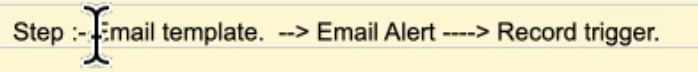 Step :- Email template.  --> Email Alert ----> Record trigger.